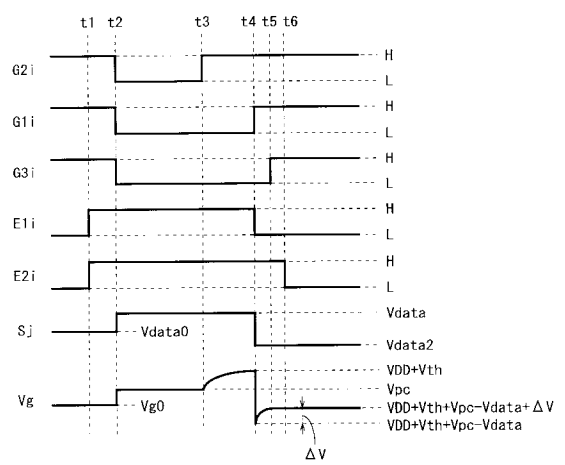 t1 t2 t3 t4 t5 t6
G2i H
L
G1i H
L
G3i H
L
E1i H
L
E2i H
L
Sj Vdata0 Vdata
Vdata2
VDD+Vth
Vpc
Vg Vg0 VDD+Vth+Vpc-Vdata+ΔV
VDD+Vth+Vpc-Vdata
ΔV